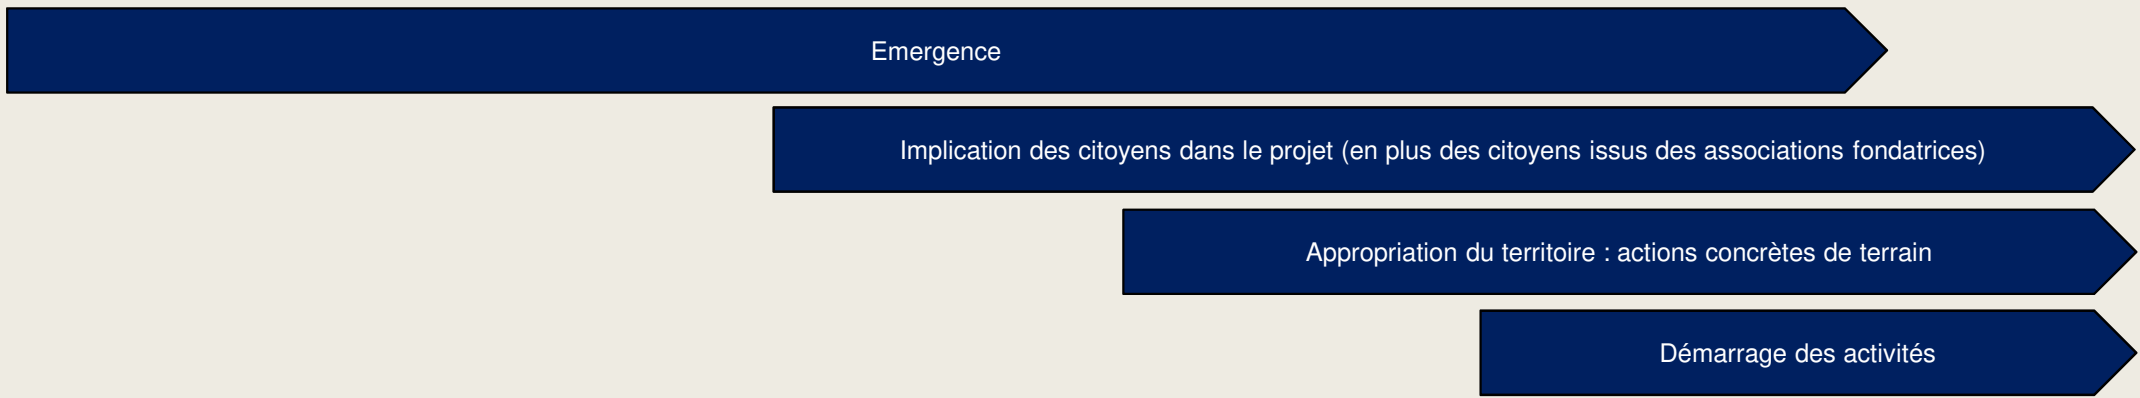 Emergence
Implication des citoyens dans le projet (en plus des citoyens issus des associations fondatrices)
Appropriation du territoire : actions concrètes de terrain
Démarrage des activités